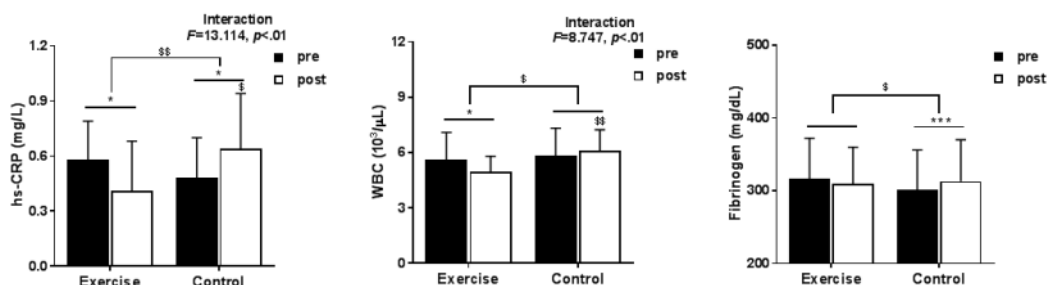 Interaction
F=13.114, p<.01
hs-CRP (mg/L)
1.2
0.9
0.6
0.3
0.0
$$
*
*
$
pre
post
Exercise
Control
Interaction
F=8.747, p<.01
WBC (10³/µL)
12
9
6
3
0
$
*
$$
pre
post
Exercise
Control
Fibrinogen (mg/dL)
500
400
300
200
$
***
pre
post
Exercise
Control